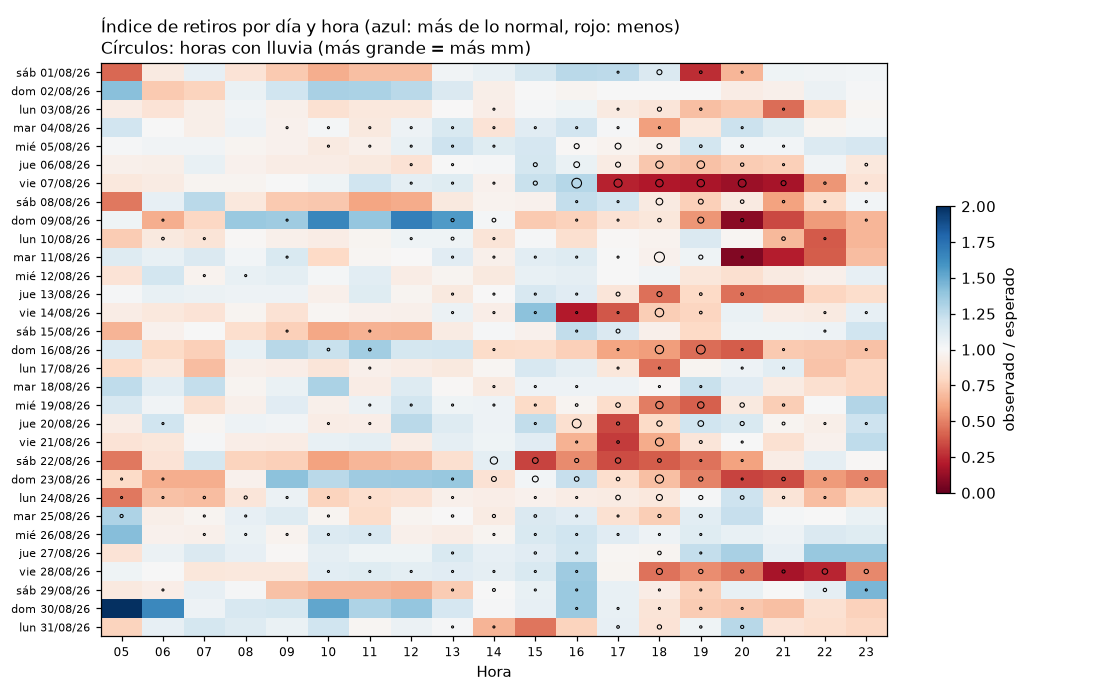 Índice de retiros por día y hora (azul: más de lo normal, rojo: menos)
Círculos: horas con lluvia (más grande = más mm)
sáb 01/08/26
dom 02/08/26
lun 03/08/26
mar 04/08/26
mié 05/08/26
jue 06/08/26
vie 07/08/26
sáb 08/08/26
dom 09/08/26
lun 10/08/26
mar 11/08/26
mié 12/08/26
jue 13/08/26
vie 14/08/26
sáb 15/08/26
dom 16/08/26
lun 17/08/26
mar 18/08/26
mié 19/08/26
jue 20/08/26
vie 21/08/26
sáb 22/08/26
dom 23/08/26
lun 24/08/26
mar 25/08/26
mié 26/08/26
jue 27/08/26
vie 28/08/26
sáb 29/08/26
dom 30/08/26
lun 31/08/26
05 06 07 08 09 10 11 12 13 14 15 16 17 18 19 20 21 22 23
Hora
2.00
1.75
1.50
1.25
1.00
0.75
0.50
0.25
0.00
observado / esperado